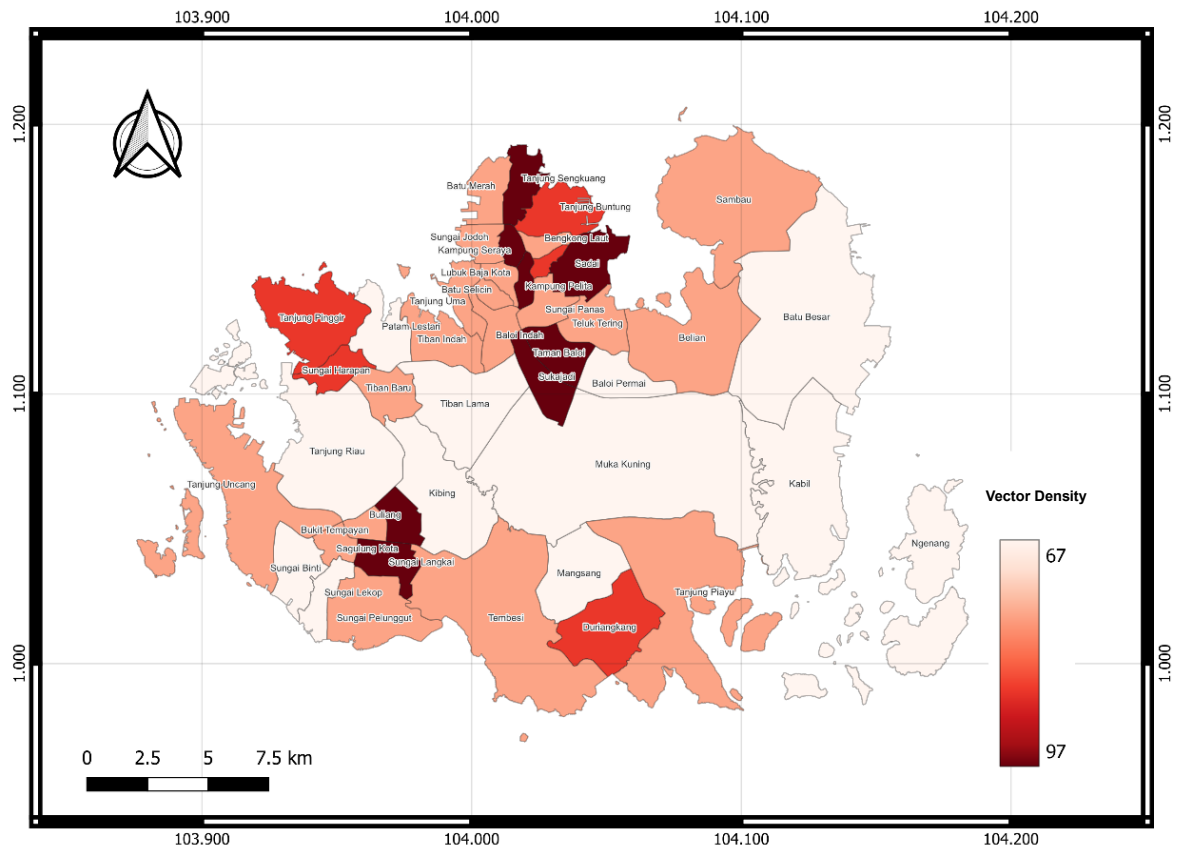 103.900
104.000
104.100
104.200
1.200
1.200
Tanjung Sengkuang
Batu Merah
Sambau
Tanjung Buntung
Sungai Jodoh
Bengkong Laut
Kampung Seraya
Sadai
Lubuk Baja Kota
Kampung Pelita
Batu Selicin
Tanjung Uma
Sungai Panas
Tanjung Pinggir
Batu Besar
Patam Lestari
Teluk Tering
Baloi Indah
Belian
Tiban Indah
Taman Baloi
Sungai Harapan
Sukajadi
Baloi Permai
Tiban Baru
1.100
1.100
Tiban Lama
Tanjung Riau
Muka Kuning
Tanjung Uncang
Kabil
Kibing
Vector Density
Buliang
Bukit Tempayan
Ngenang
Sagulung Kota
67
Sungai Langkai
Sungai Binti
Mangsang
Sungai Lekop
Tanjung Piayu
Sungai Pelunggut
Tembesi
Duriangkang
1.000
1.000
97
0
2.5
5
7.5 km
103.900
104.000
104.100
104.200